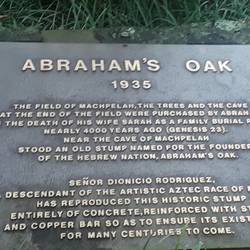 ABRAHAM'S OAK
1935
THE FIELD OF MACHPELAH, THE TREES AND THE CAVE
AT THE END OF THE FIELD WERE PURCHASED BY ABRAH
THE DEATH OF HIS WIFE SARAH AS A FAMILY BURIAL P
NEARLY 4000 YEARS AGO (GENESIS 23).
NEAR THE CAVE OF MACHPELAH
STOOD AN OLD STUMP NAMED FOR THE FOUNDER
OF THE HEBREW NATION, ABRAHAM'S OAK.
SEÑOR DIONICIO RODRIGUEZ,
A DESCENDANT OF THE ARTISTIC AZTEC RACE OF M
HAS REPRODUCED THIS HISTORIC STUMP
ENTIRELY OF CONCRETE, REINFORCED WITH ST
AND COPPER BAR SO AS TO ENSURE ITS EXIS
FOR MANY CENTURIES TO COME.